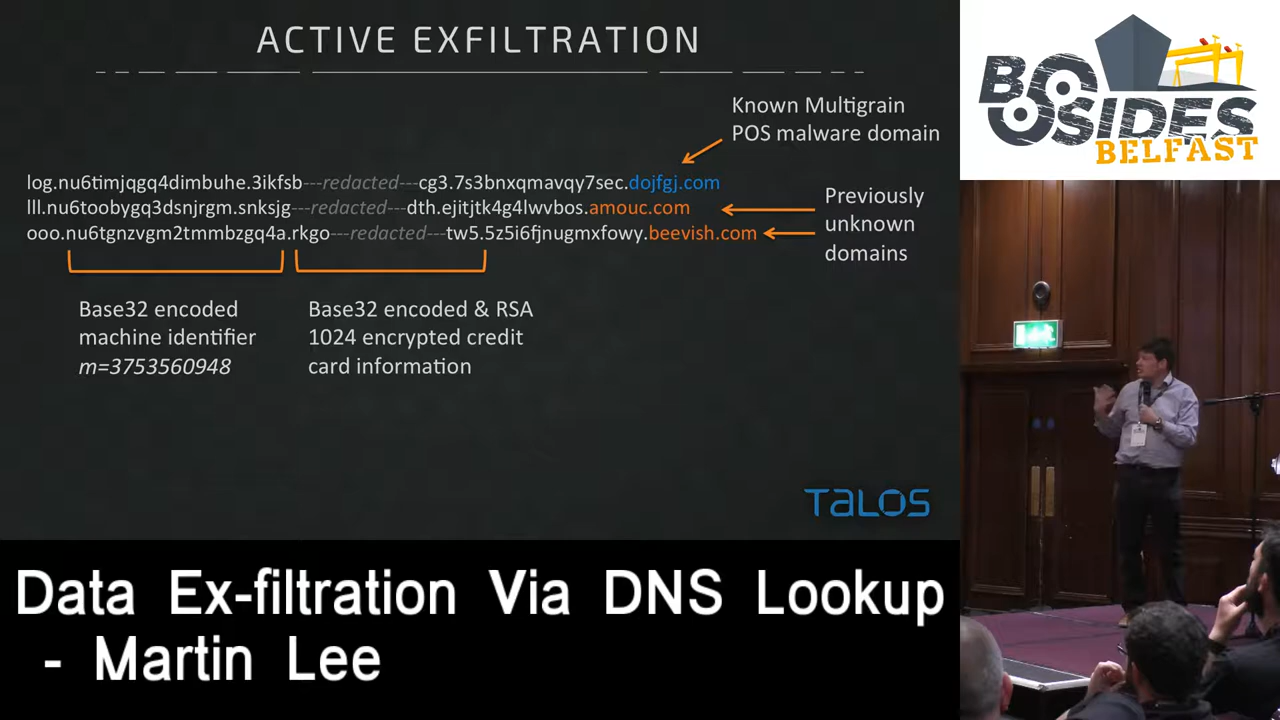 ACTIVE EXFILTRATION
Known Multigrain
POS malware domain
log.nu6timjqgq4dimbuhe.3ikfsb---redacted---cg3.7s3bnxqmavqy7sec.dojfgj.com
lll.nu6toobygq3dsnjrgm.snksjg---redacted---dth.ejitjtk4g4lwvbos.amouc.com
ooo.nu6tgnzvgm2tmmbzgq4a.rkgo---redacted---tw5.5z5i6fjnugmxfowy.beevish.com
Previously
unknown
domains
Base32 encoded
machine identifier
m=3753560948
Base32 encoded & RSA
1024 encrypted credit
card information
TALOS
BSIDES
BELFAST
Data Ex-filtration Via DNS Lookup
- Martin Lee